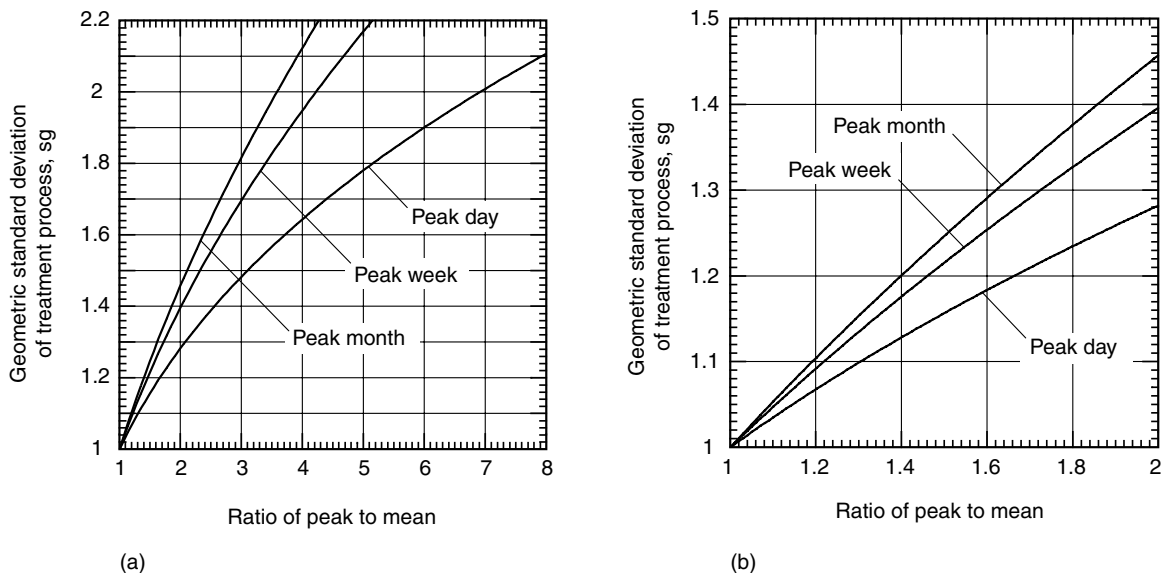 Geometric standard deviation
of treatment process, sg
2.2
2
1.8
1.6
1.4
1.2
1
Peak day
Peak week
Peak month
1 2 3 4 5 6 7 8
Ratio of peak to mean
(a)
Geometric standard deviation
of treatment process, sg
1.5
1.4
1.3
1.2
1.1
1
Peak month
Peak week
Peak day
1 1.2 1.4 1.6 1.8 2
Ratio of peak to mean
(b)